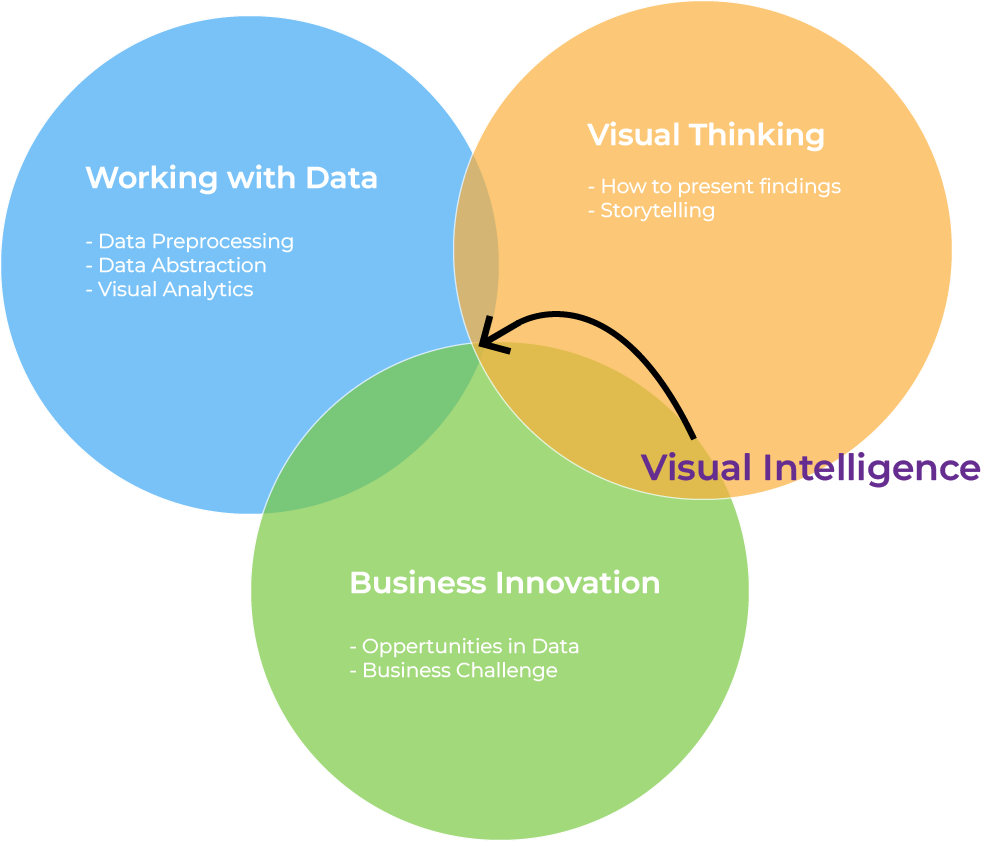 Working with Data
- Data Preprocessing
- Data Abstraction
- Visual Analytics
Visual Thinking
- How to present findings
- Storytelling
Visual Intelligence
Business Innovation
- Oppertunities in Data
- Business Challenge